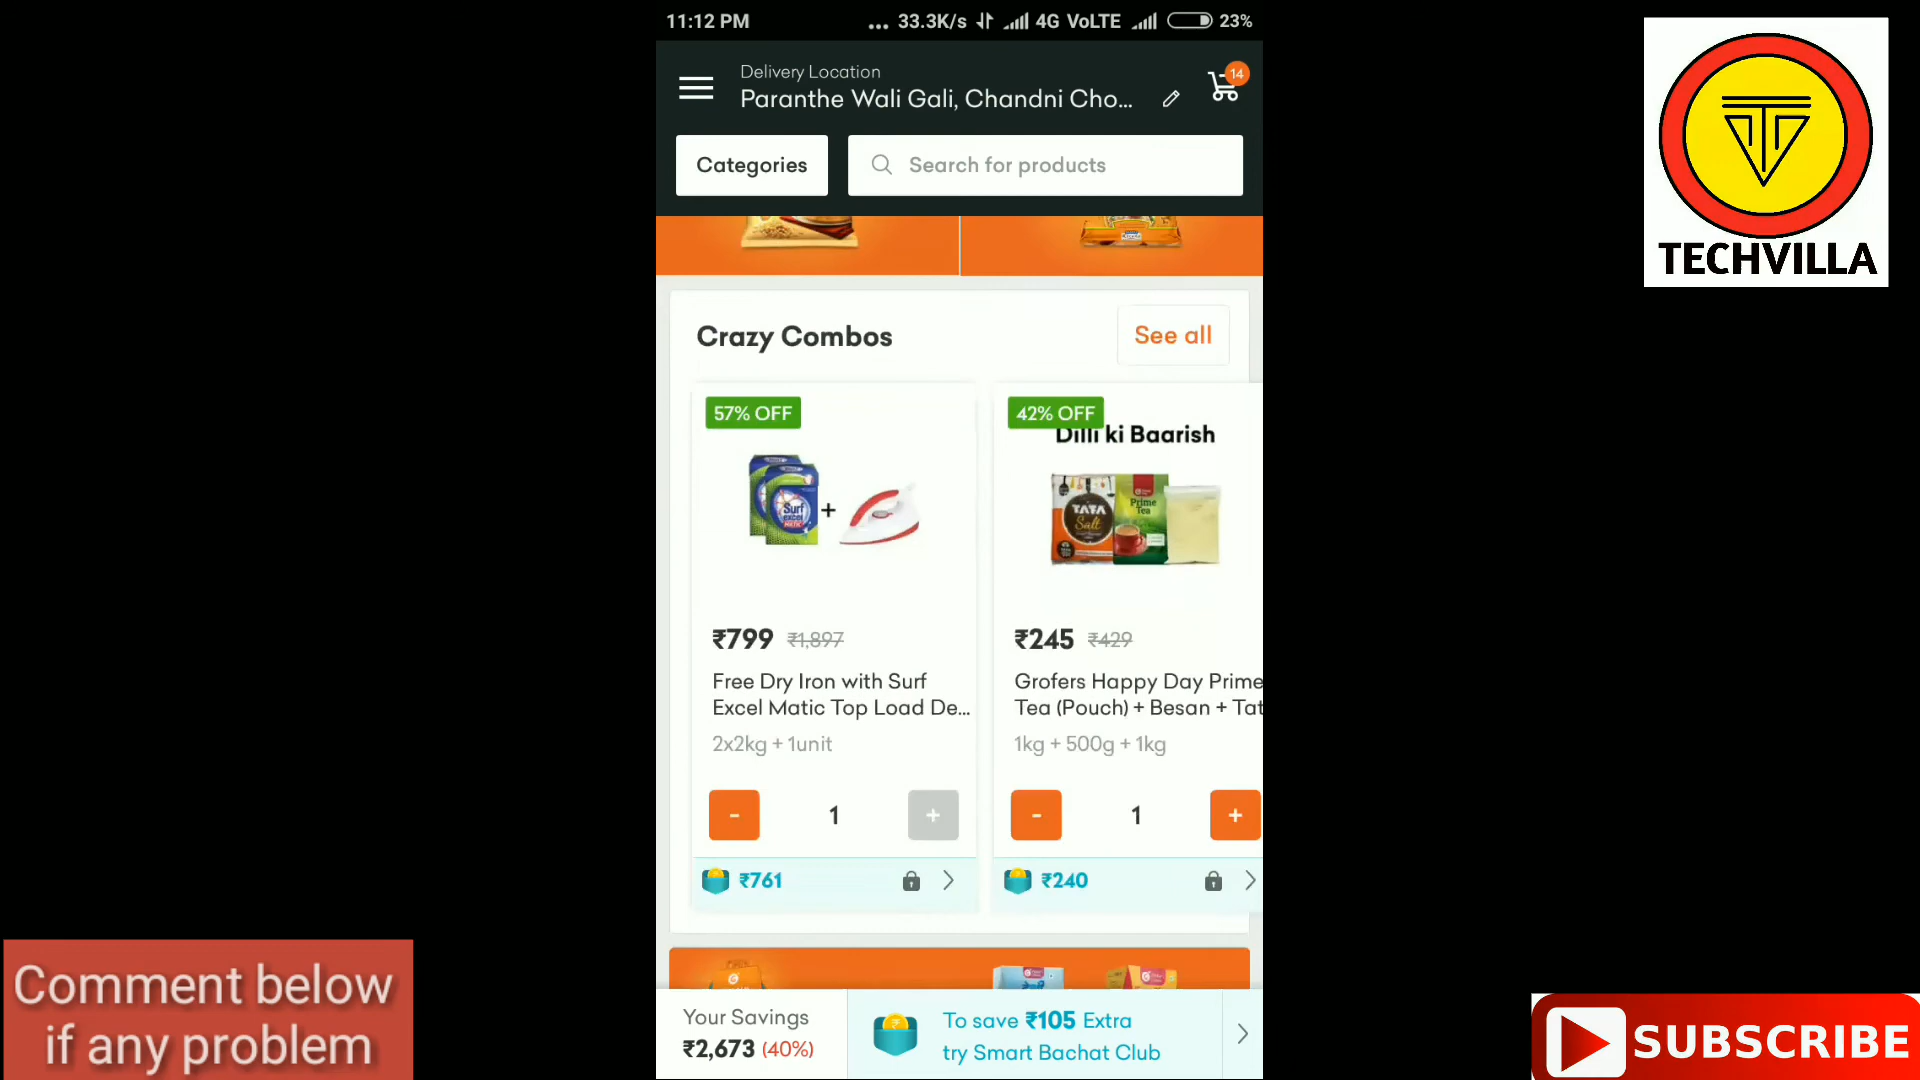 11:12 PM
... 33.3K/s 4G VoLTE 23%
Delivery Location
Paranthe Wali Gali, Chandni Cho...
14
Categories
Search for products
TECHVILLA
Crazy Combos
See all
57% OFF
42% OFF
Dilli ki Baarish
Surf
excel
MATIC
+
TATA
Salt
Prime
Tea
₹799 ₹1,897
₹245 ₹429
Free Dry Iron with Surf
Excel Matic Top Load De...
2x2kg + 1unit
Grofers Happy Day Prime
Tea (Pouch) + Besan + Tat
1kg + 500g + 1kg
- 1 +
- 1 +
₹761
₹240
Your Savings
₹2,673 (40%)
To save ₹105 Extra
try Smart Bachat Club
Comment below
if any problem
SUBSCRIBE